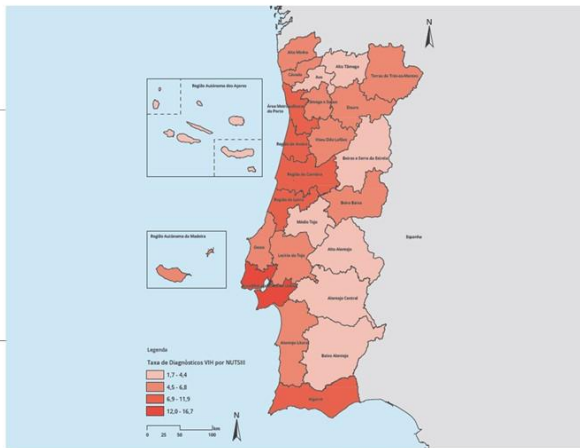 N
Alto Minho
Alto Tâmega
Terras de Trás-os-Montes
Cávado
Ave
Região Autónoma dos Açores
Área Metropolitana
do Porto
Tâmega e Sousa
Douro
Região de Aveiro
Viseu Dão Lafões
Beiras e Serra da Estrela
Região de Coimbra
Região de Leiria
Beira Baixa
Médio Tejo
Região Autónoma da Madeira
Espanha
Oeste
Lezíria do Tejo
Alto Alentejo
Alentejo Central
Alentejo Litoral
Baixo Alentejo
Legenda
Taxa de Diagnósticos VIH por NUTSIII
1,7 - 4,4
4,5 - 6,8
6,9 - 11,9
12,0 - 16,7
Algarve
N
km
0 25 50 100